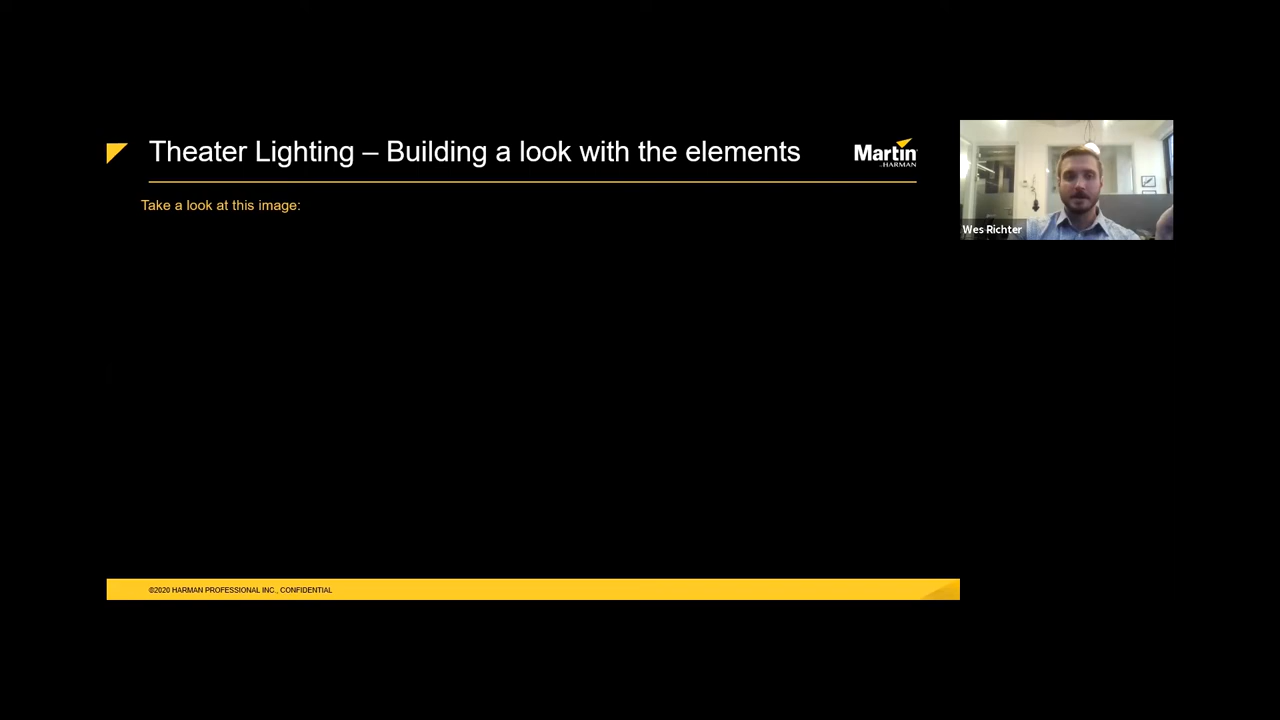 Theater Lighting – Building a look with the elements
Martin
by HARMAN
Take a look at this image:
Wes Richter
©2020 HARMAN PROFESSIONAL INC., CONFIDENTIAL